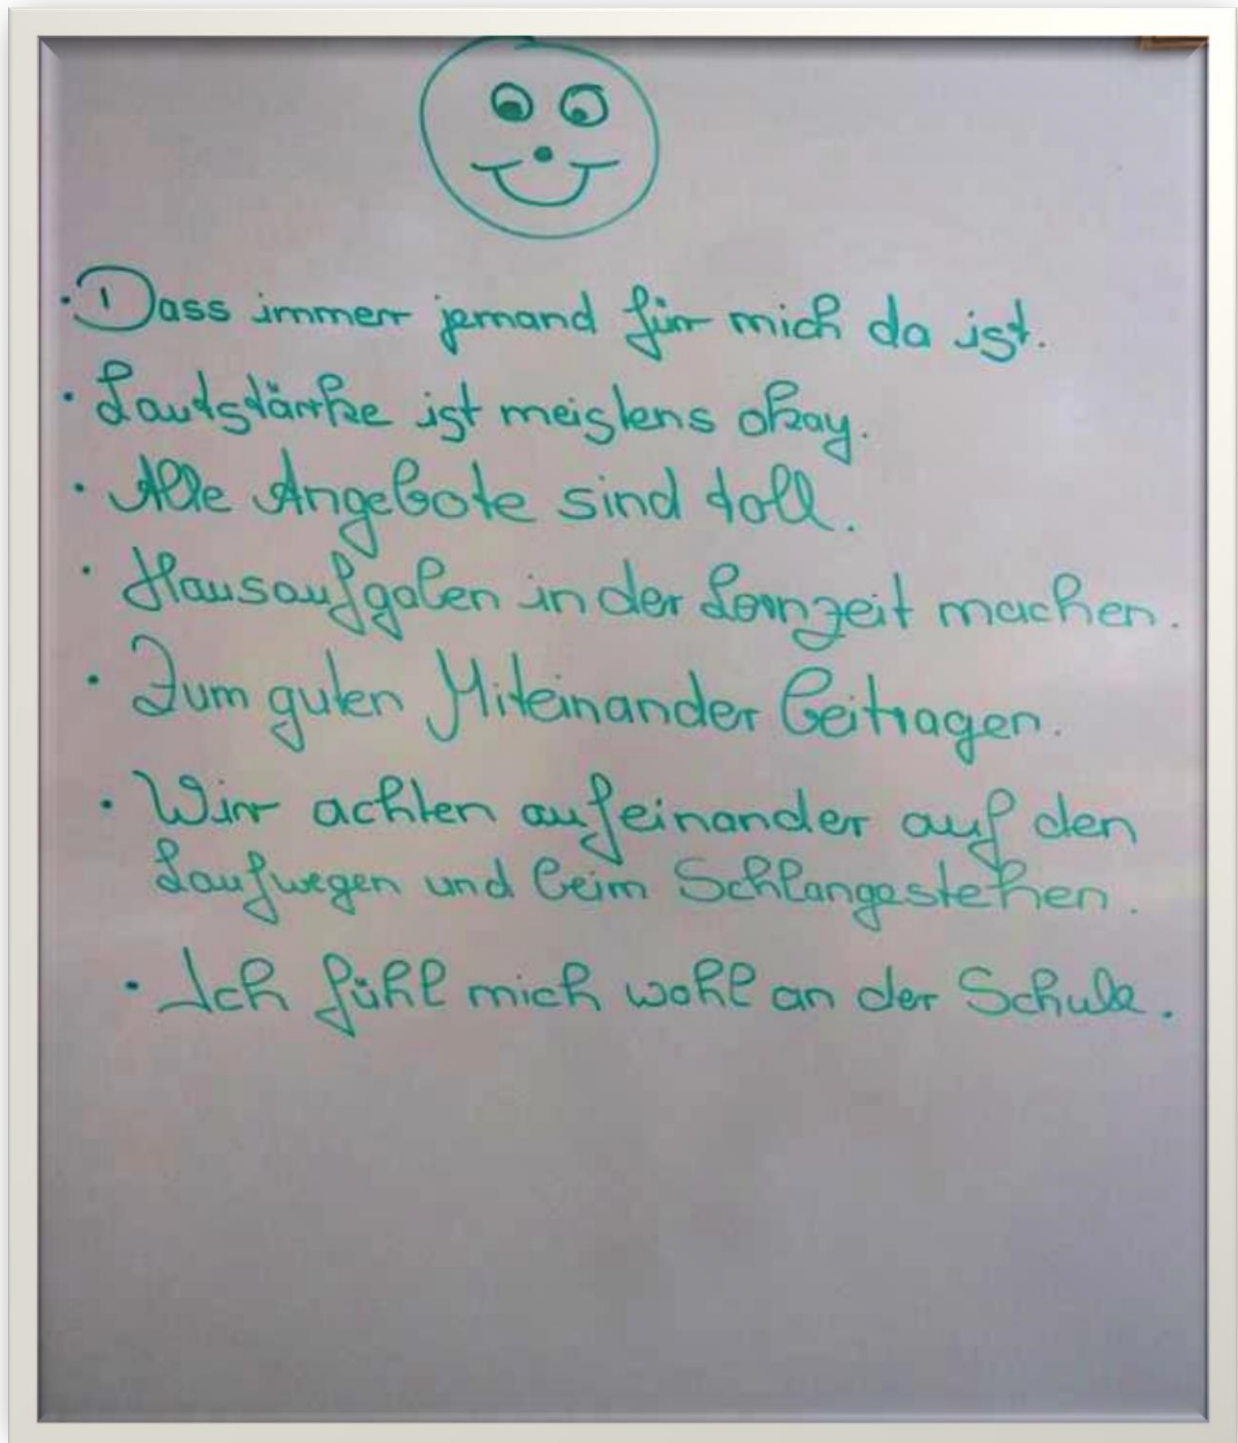 · Dass immer jemand für mich da ist.
· Lautstärke ist meistens okay.
· Alle Angebote sind toll.
· Hausaufgaben in der Lernzeit machen.
· Zum guten Miteinander beitragen.
· Wir achten aufeinander auf den
Laufwegen und beim Schlangestehen.
· Ich fühl mich wohl an der Schule.